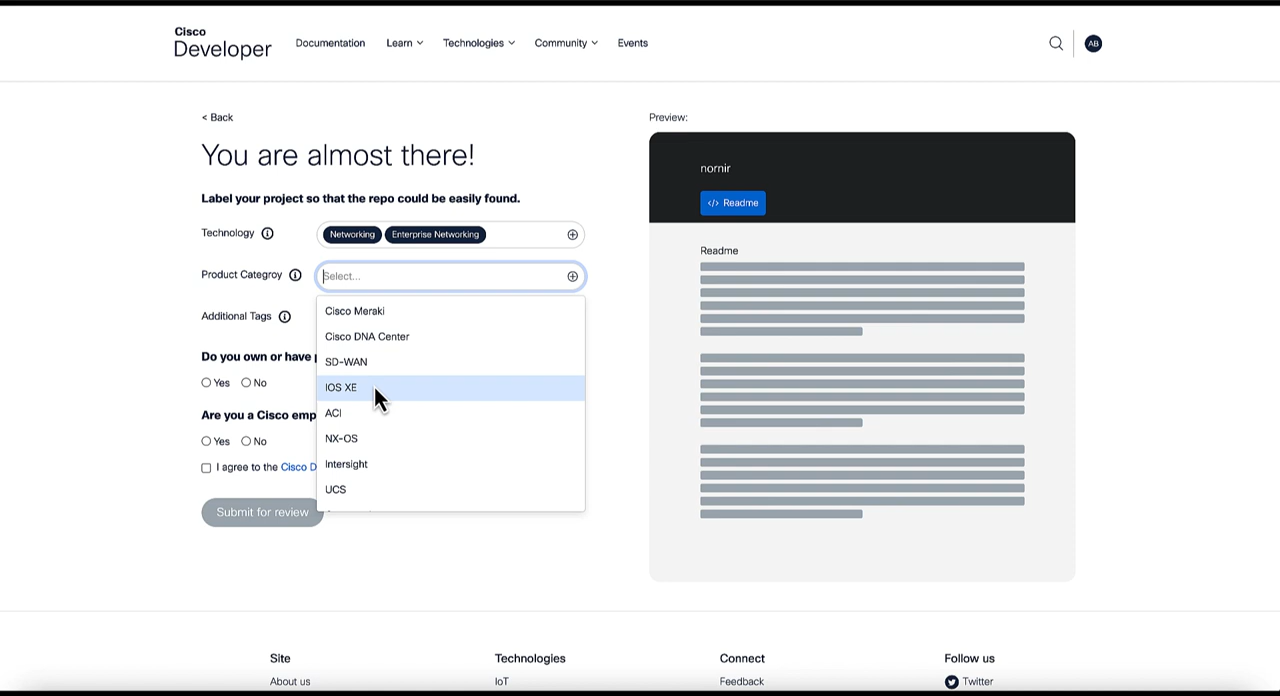 Cisco
Developer
Documentation Learn Technologies Community Events
AB
< Back
You are almost there!
Label your project so that the repo could be easily found.
Technology
Networking Enterprise Networking
Product Categroy
Select...
Additional Tags
Cisco Meraki
Cisco DNA Center
SD-WAN
IOS XE
ACI
NX-OS
Intersight
UCS
Do you own or have
Yes No
Are you a Cisco emp
Yes No
I agree to the Cisco D
Submit for review
Preview:
nornir
</> Readme
Readme
Site Technologies Connect Follow us
About us IoT Feedback Twitter